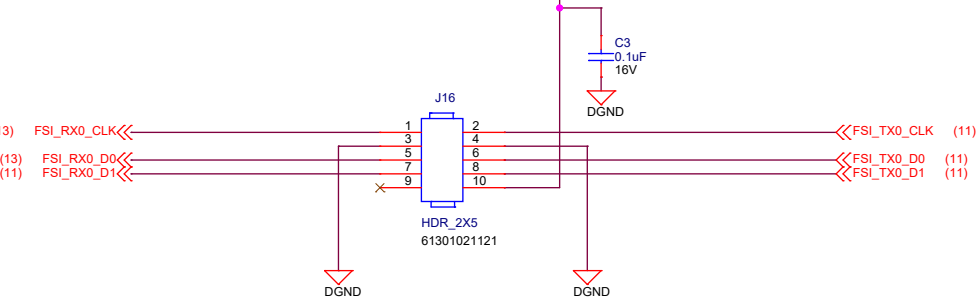 C3
0.1uF
16V
DGND
J16
3) FSI_RX0_CLK 1 2 FSI_TX0_CLK (11)
3 4
(13) FSI_RX0_D0 5 6 FSI_TX0_D0 (11)
(11) FSI_RX0_D1 7 8 FSI_TX0_D1 (11)
9 10
HDR_2X5
61301021121
DGND DGND